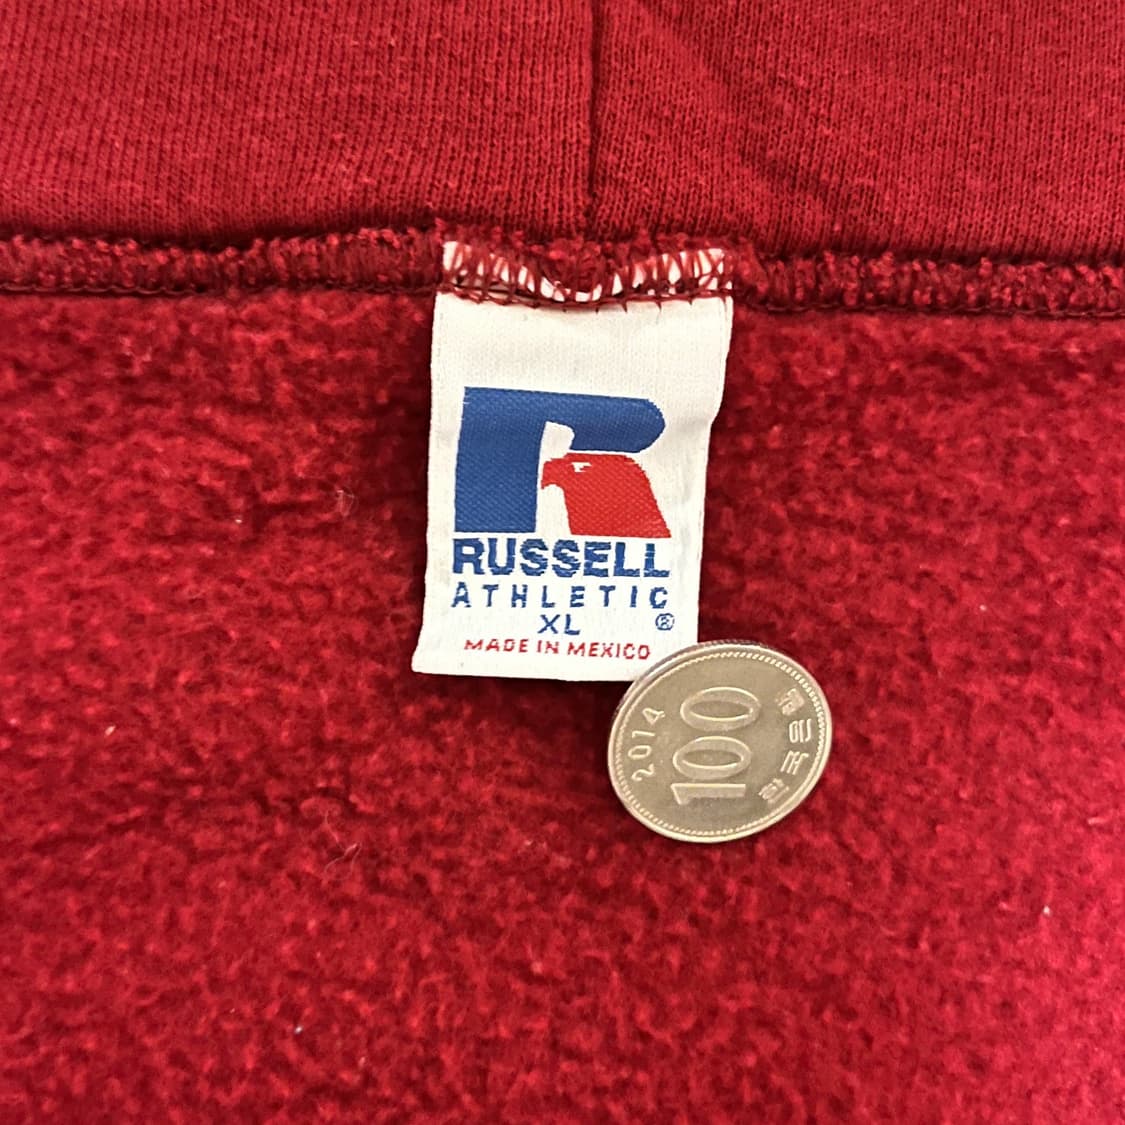 RUSSELL
ATHLETIC
XL ®
MADE IN MEXICO
한국은행
100
2014